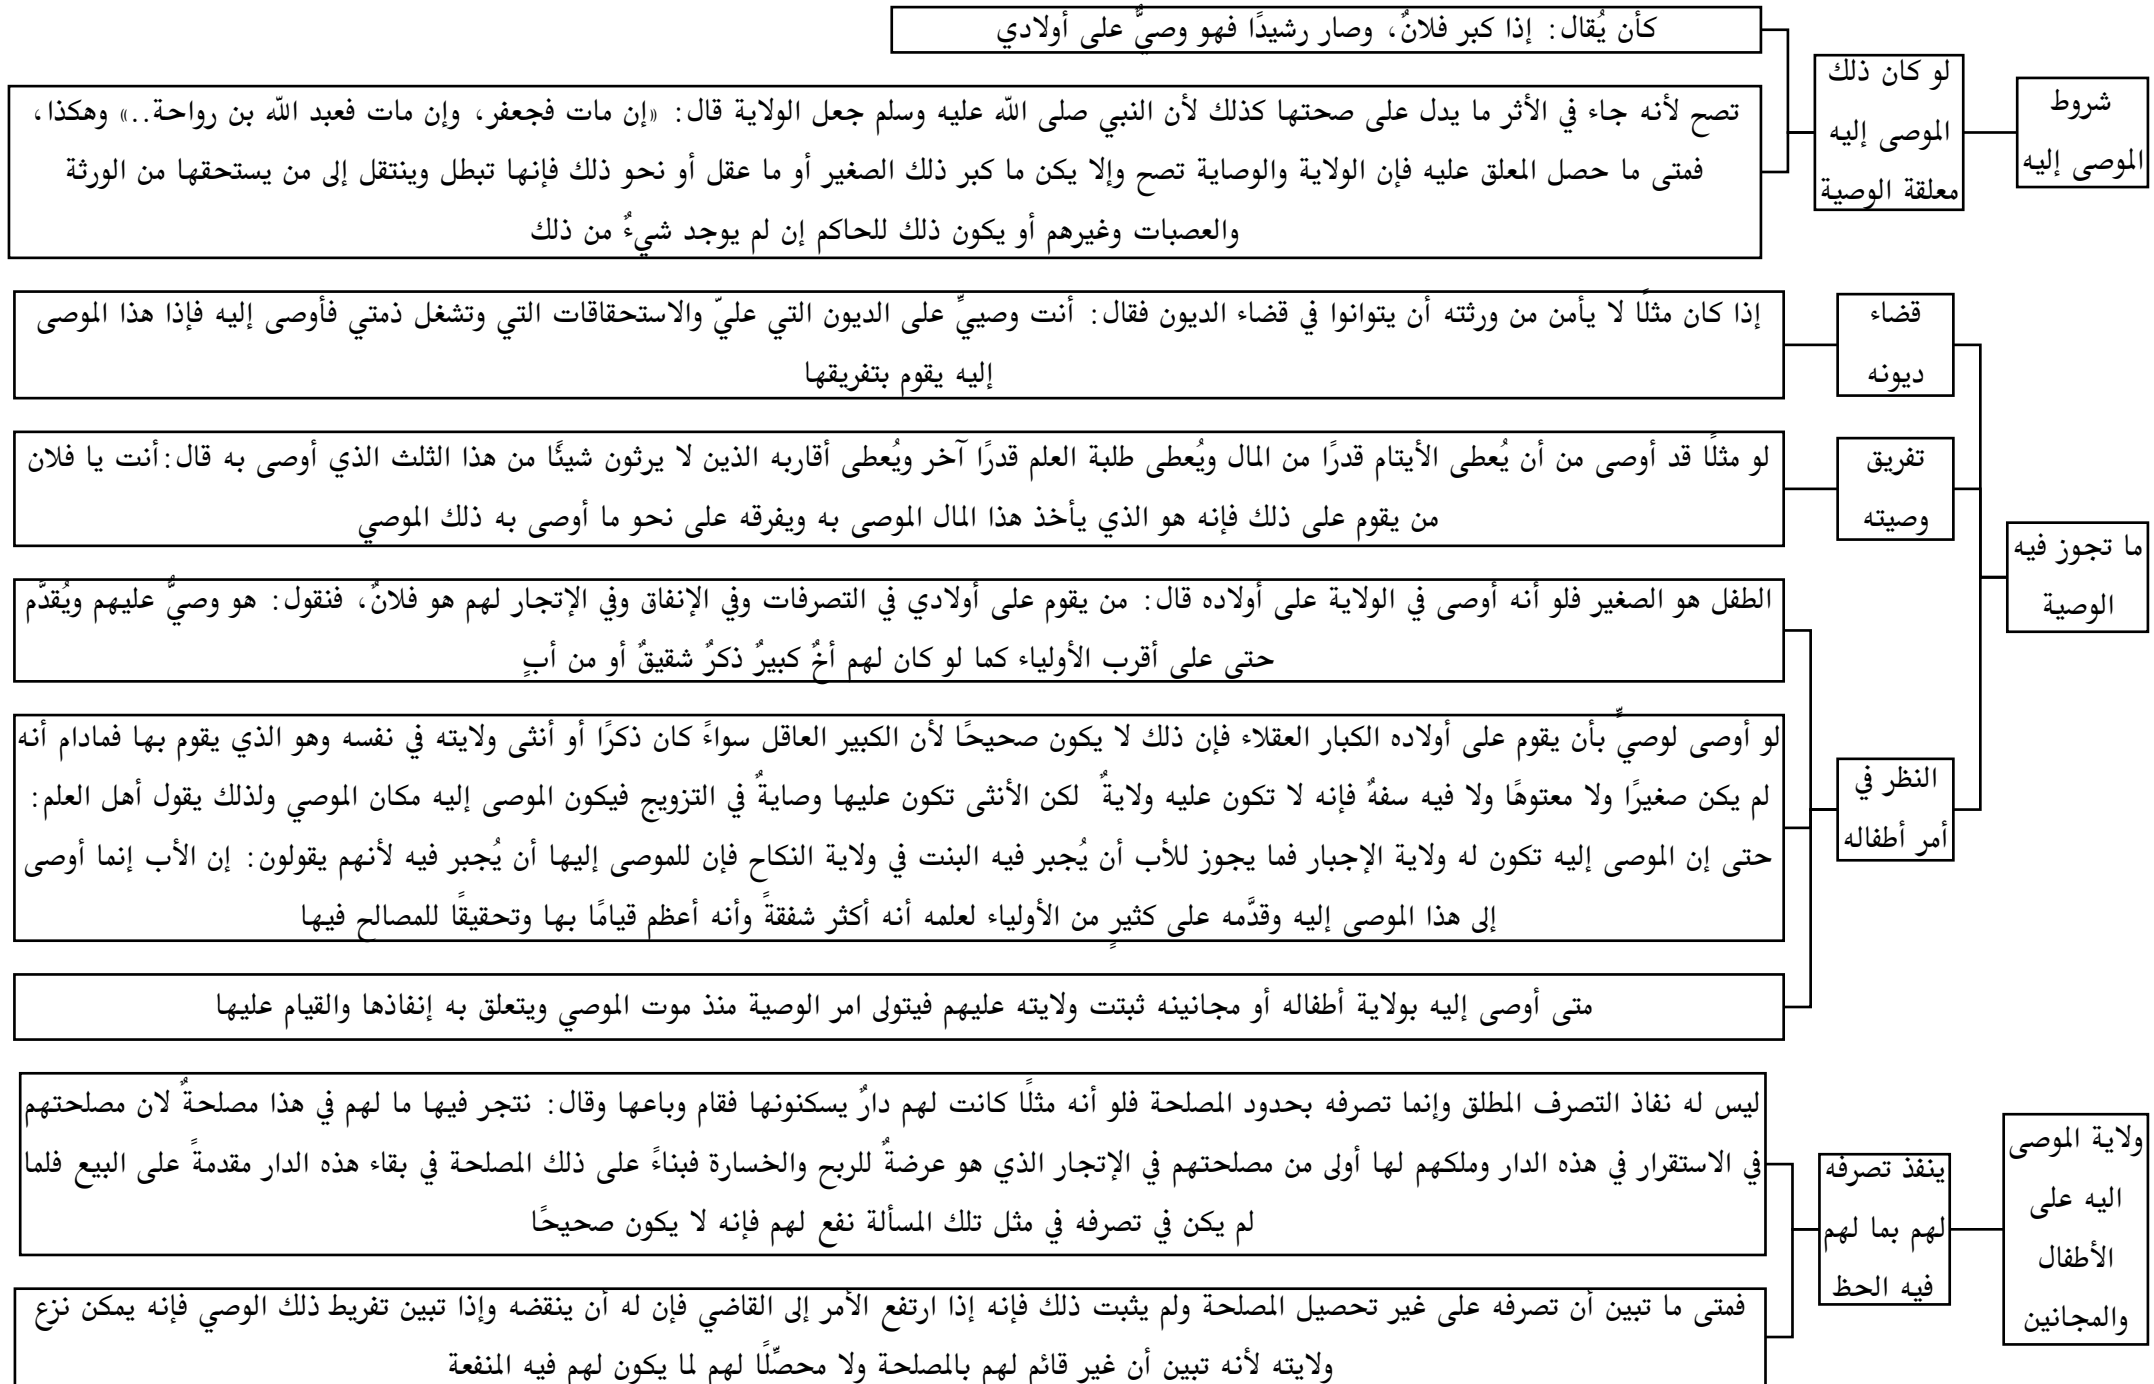 شروط
الموصى إليه
لو كان ذلك
الموصى إليه
معلقة الوصية
كأن يُقال: إذا كبر فلانٌ، وصار رشيدًا فهو وصيٌّ على أولادي
تصح لأنه جاء في الأثر ما يدل على صحتها كذلك لأن النبي صلى الله عليه وسلم جعل الولاية قال: «إن مات فجعفر، وإن مات فعبد الله بن رواحة..» وهكذا،
فمتى ما حصل المعلق عليه فإن الولاية والوصاية تصح وإلا يكن ما كبر ذلك الصغير أو ما عقل أو نحو ذلك فإنها تبطل وينتقل إلى من يستحقها من الورثة
والعصبات وغيرهم أو يكون ذلك للحاكم إن لم يوجد شيءٌ من ذلك
ما تجوز فيه
الوصية
قضاء
ديونه
إذا كان مثلًا لا يأمن من ورثته أن يتوانوا في قضاء الديون فقال: أنت وصييٍّ على الديون التي عليّ والاستحقاقات التي وتشغل ذمتي فأوصى إليه فإذا هذا الموصى
إليه يقوم بتفريقها
تفريق
وصيته
لو مثلًا قد أوصى من أن يُعطى الأيتام قدرًا من المال ويُعطى طلبة العلم قدرًا آخر ويُعطى أقاربه الذين لا يرثون شيئًا من هذا الثلث الذي أوصى به قال:أنت يا فلان
من يقوم على ذلك فإنه هو الذي يأخذ هذا المال الموصى به ويفرقه على نحو ما أوصى به ذلك الموصي
النظر في
أمر أطفاله
الطفل هو الصغير فلو أنه أوصى في الولاية على أولاده قال: من يقوم على أولادي في التصرفات وفي الإنفاق وفي الإتجار لهم هو فلانٌ، فنقول: هو وصيٌّ عليهم ويُقدَّم
حتى على أقرب الأولياء كما لو كان لهم أخٌ كبيرٌ ذكرٌ شقيقٌ أو من أبٍ
لو أوصى لوصيٍّ بأن يقوم على أولاده الكبار العقلاء فإن ذلك لا يكون صحيحًا لأن الكبير العاقل سواءً كان ذكرًا أو أنثى ولايته في نفسه وهو الذي يقوم بها فمادام أنه
لم يكن صغيرًا ولا معتوهًا ولا فيه سفهٌ فإنه لا تكون عليه ولايةٌ لكن الأنثى تكون عليها وصايةٌ في التزويج فيكون الموصى إليه مكان الموصي ولذلك يقول أهل العلم:
حتى إن الموصى إليه تكون له ولاية الإجبار فما يجوز للأب أن يُجبر فيه البنت في ولاية النكاح فإن للموصى إليها أن يُجبر فيه لأنهم يقولون: إن الأب إنما أوصى
إلى هذا الموصى إليه وقدَّمه على كثيرٍ من الأولياء لعلمه أنه أكثر شفقةً وأنه أعظم قيامًا بها وتحقيقًا للمصالح فيها
متى أوصى إليه بولاية أطفاله أو مجانينه ثبتت ولايته عليهم فيتولى امر الوصية منذ موت الموصي ويتعلق به إنفاذها والقيام عليها
ولاية الموصى
اليه على
الأطفال
والمجانين
ينفذ تصرفه
لهم بما لهم
فيه الحظ
ليس له نفاذ التصرف المطلق وإنما تصرفه بحدود المصلحة فلو أنه مثلًا كانت لهم دارٌ يسكنونها فقام وباعها وقال: نتجر فيها ما لهم في هذا مصلحةٌ لان مصلحتهم
في الاستقرار في هذه الدار وملكهم لها أولى من مصلحتهم في الإتجار الذي هو عرضةٌ للربح والخسارة فبناءً على ذلك المصلحة في بقاء هذه الدار مقدمةً على البيع فلما
لم يكن في تصرفه في مثل تلك المسألة نفع لهم فإنه لا يكون صحيحًا
فمتى ما تبين أن تصرفه على غير تحصيل المصلحة ولم يثبت ذلك فإنه إذا ارتفع الأمر إلى القاضي فإن له أن ينقضه وإذا تبين تفريط ذلك الوصي فإنه يمكن نزع
ولايته لأنه تبين أن غير قائم لهم بالمصلحة ولا محصِّلًا لهم لما يكون لهم فيه المنفعة